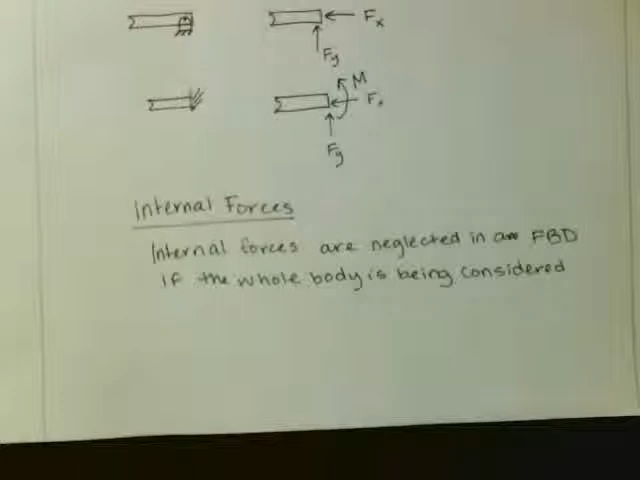 Fx
Fy
M
Fx
Fy
Internal Forces
Internal forces are neglected in an FBD
if the whole body is being considered